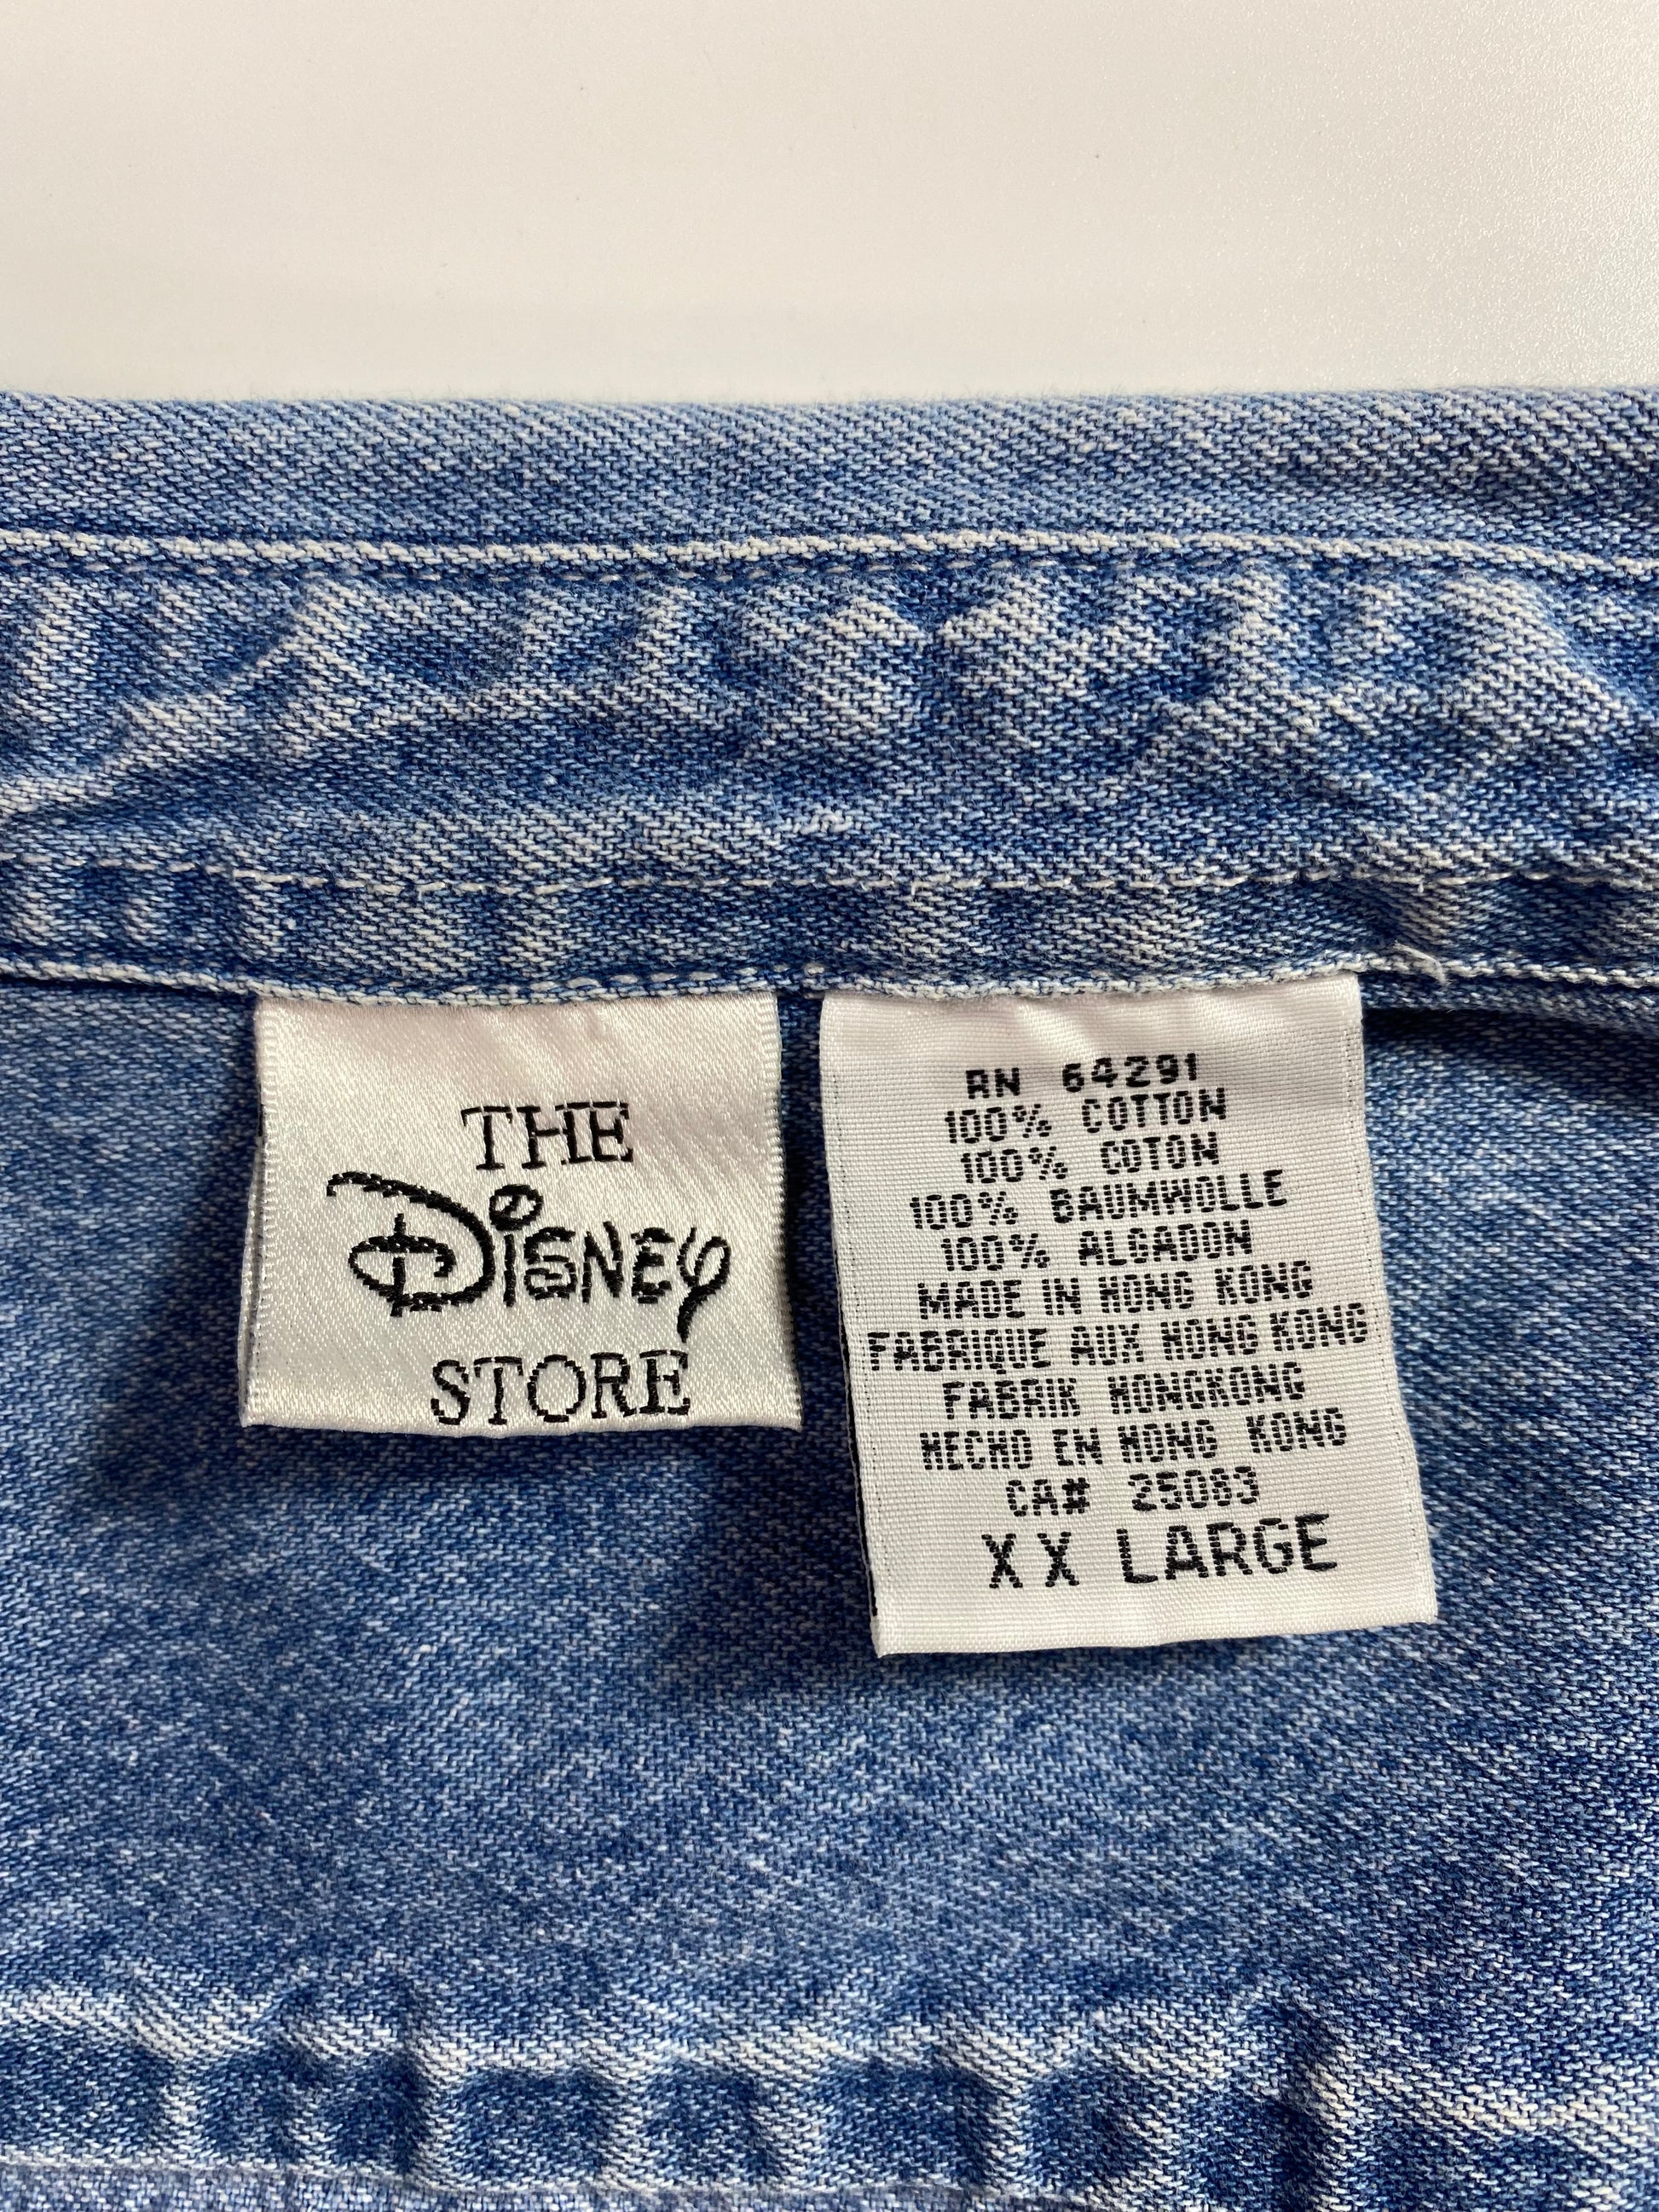 THE
Disney
STORE
RN 64291
100% COTTON
100% COTON
100% BAUMWOLLE
100% ALGADON
MADE IN HONG KONG
FABRIQUE AUX HONG KONG
FABRIK HONGKONG
HECHO EN HONG KONG
CA# 25083
XX LARGE